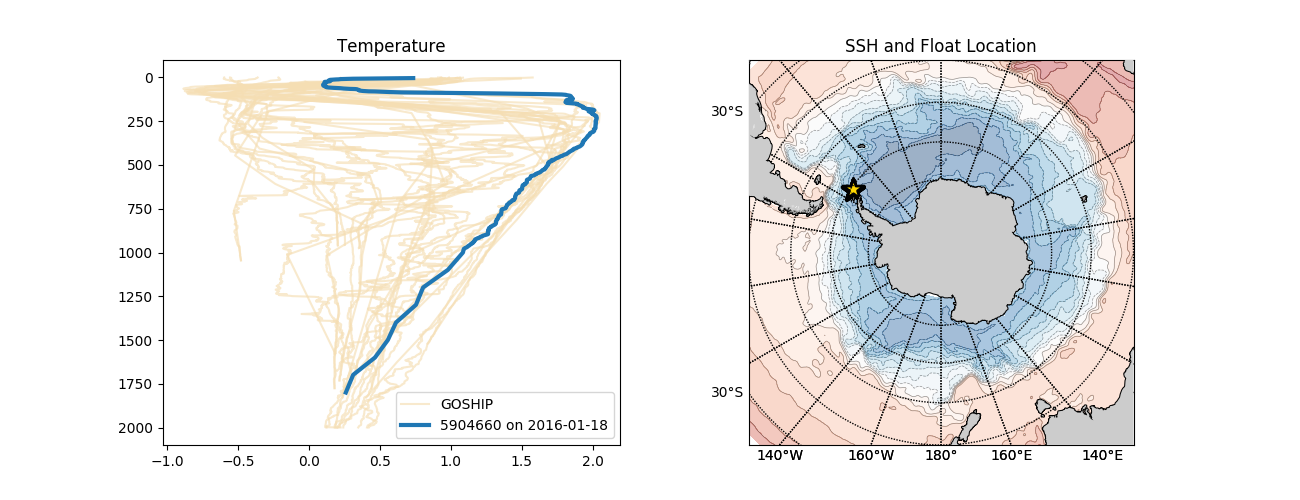 Temperature
0
250
500
750
1000
1250
1500
1750
2000
−1.0 −0.5 0.0 0.5 1.0 1.5 2.0
GOSHIP
5904660 on 2016-01-18
SSH and Float Location
30°S
30°S
140°W 160°W 180° 160°E 140°E